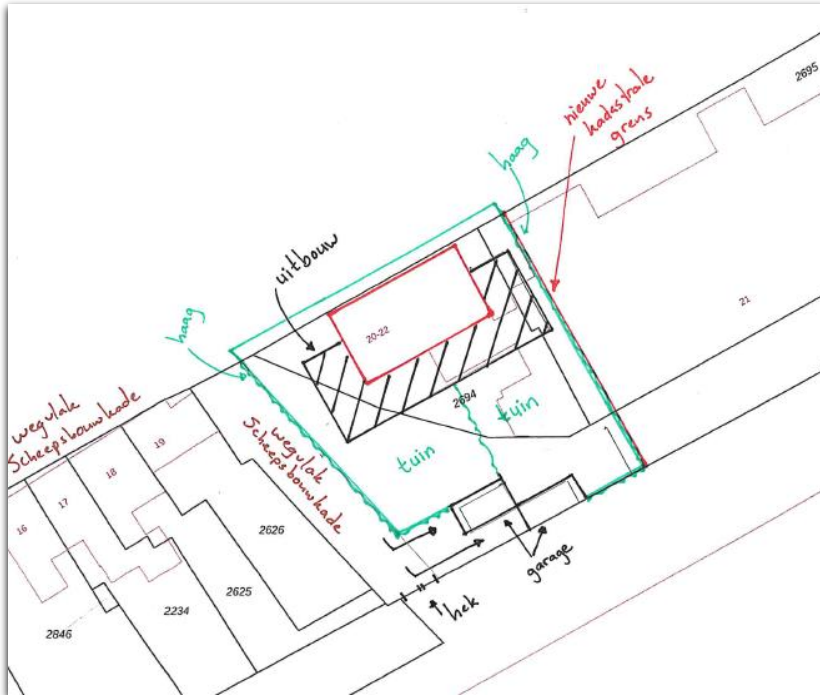 2695
nieuwe
kadastrale
grens
haag
uitbouw
21
haag
20-22
2694
tuin
tuin
wegvlak
Scheepsbouwkade
wegvlak
Scheepsbouwkade
19
18
17
16
2626
2625
2234
2846
garage
hek